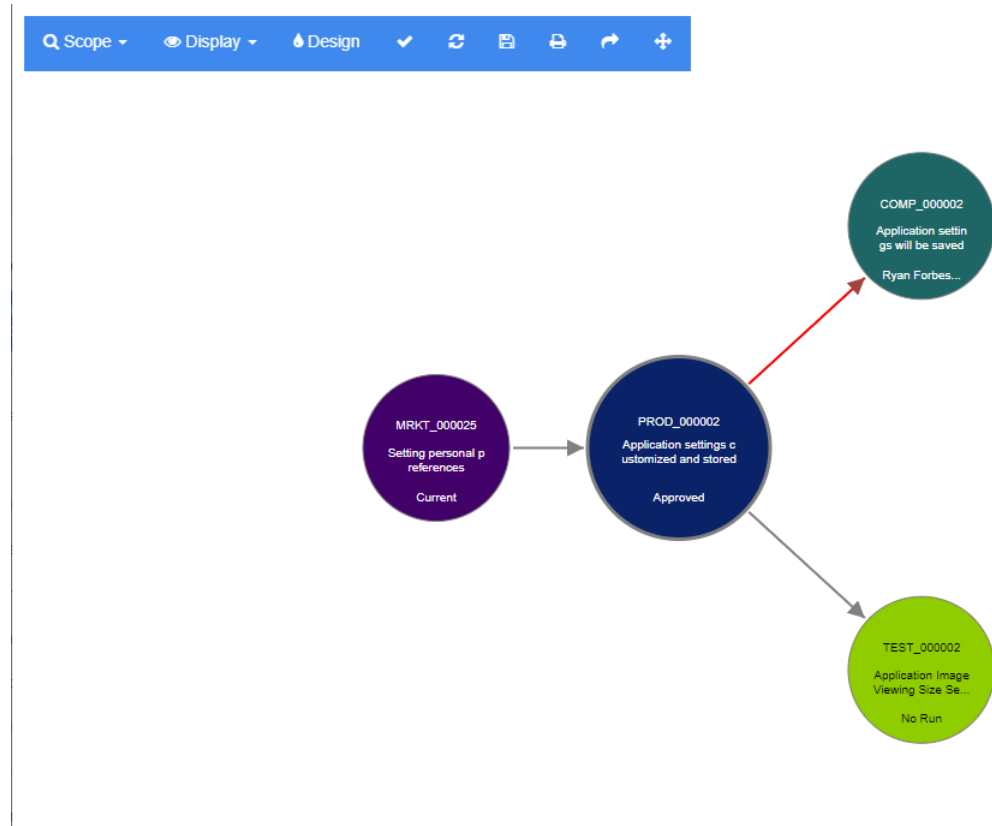 Scope Display Design
COMP_000002
Application settin
gs will be saved
Ryan Forbes...
MRKT_000025
Setting personal p
references
Current
PROD_000002
Application settings c
ustomized and stored
Approved
TEST_000002
Application Image
Viewing Size Se...
No Run